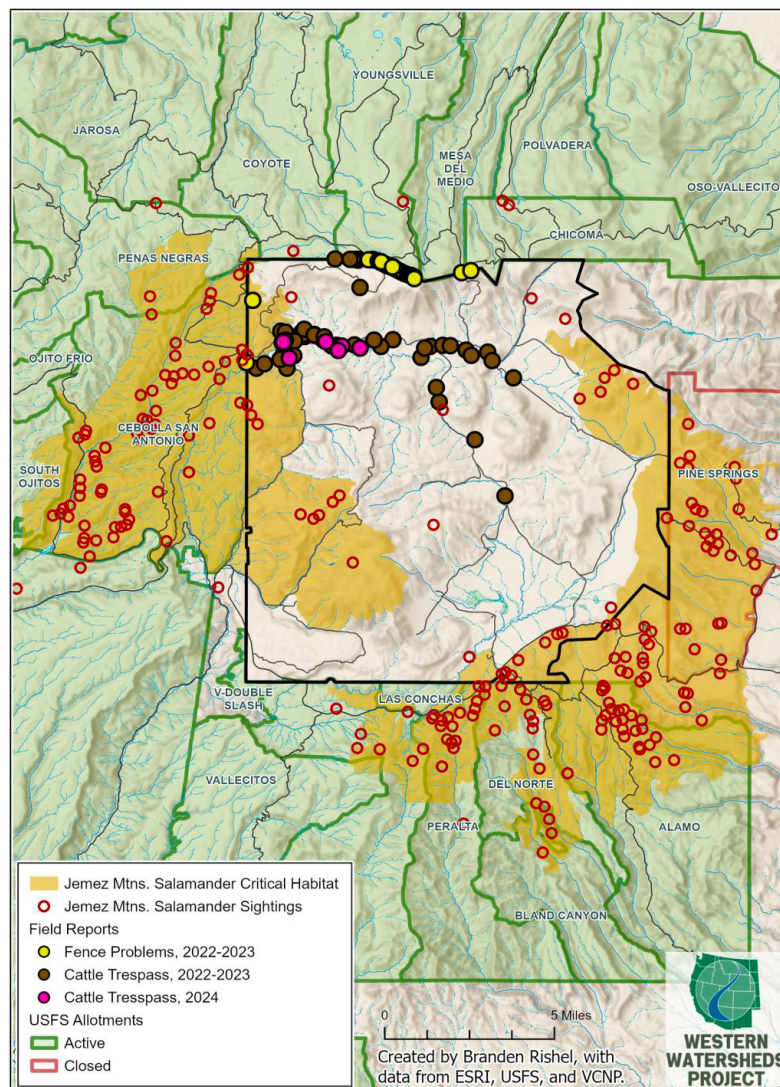 YOUNGSVILLE
JAROSA
COYOTE
MESA
DEL
MEDIO
POLVADERA
OSO-VALLECITO
CHICOMA
PENAS NEGRAS
OJITO FRIO
CEBOLLA SAN
ANTONIO
SOUTH
OJITOS
PINE SPRINGS
V-DOUBLE
SLASH
LAS CONCHAS
VALLECITOS
DEL NORTE
PERALTA
ALAMO
BLAND CANYON
Jemez Mtns. Salamander Critical Habitat
Jemez Mtns. Salamander Sightings
Field Reports
Fence Problems, 2022-2023
Cattle Trespass, 2022-2023
Cattle Tresspass, 2024
USFS Allotments
Active
Closed
0 5 Miles
Created by Branden Rishel, with
data from ESRI, USFS, and VCNP.
WESTERN
WATERSHEDS
PROJECT